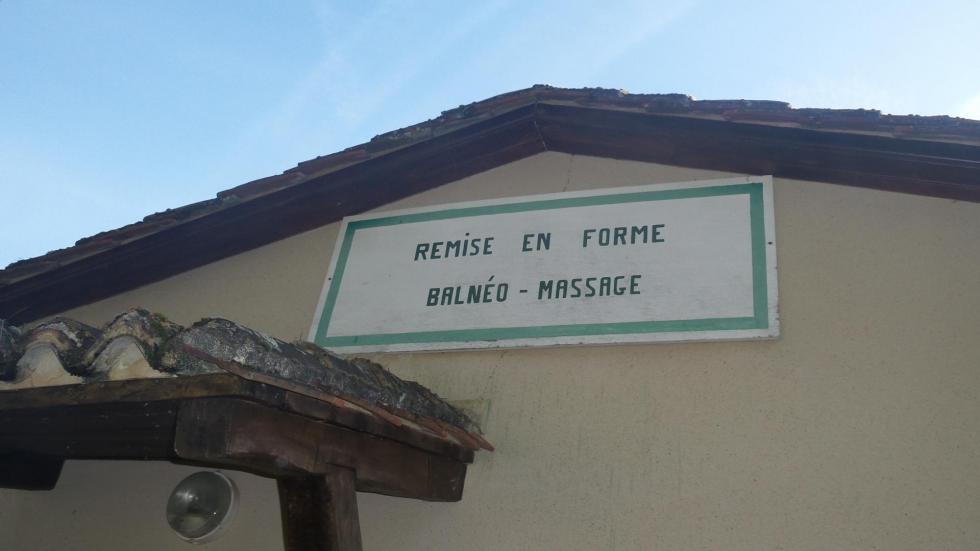 REMiSE EN FORME
BALNÉO - MASSAGE